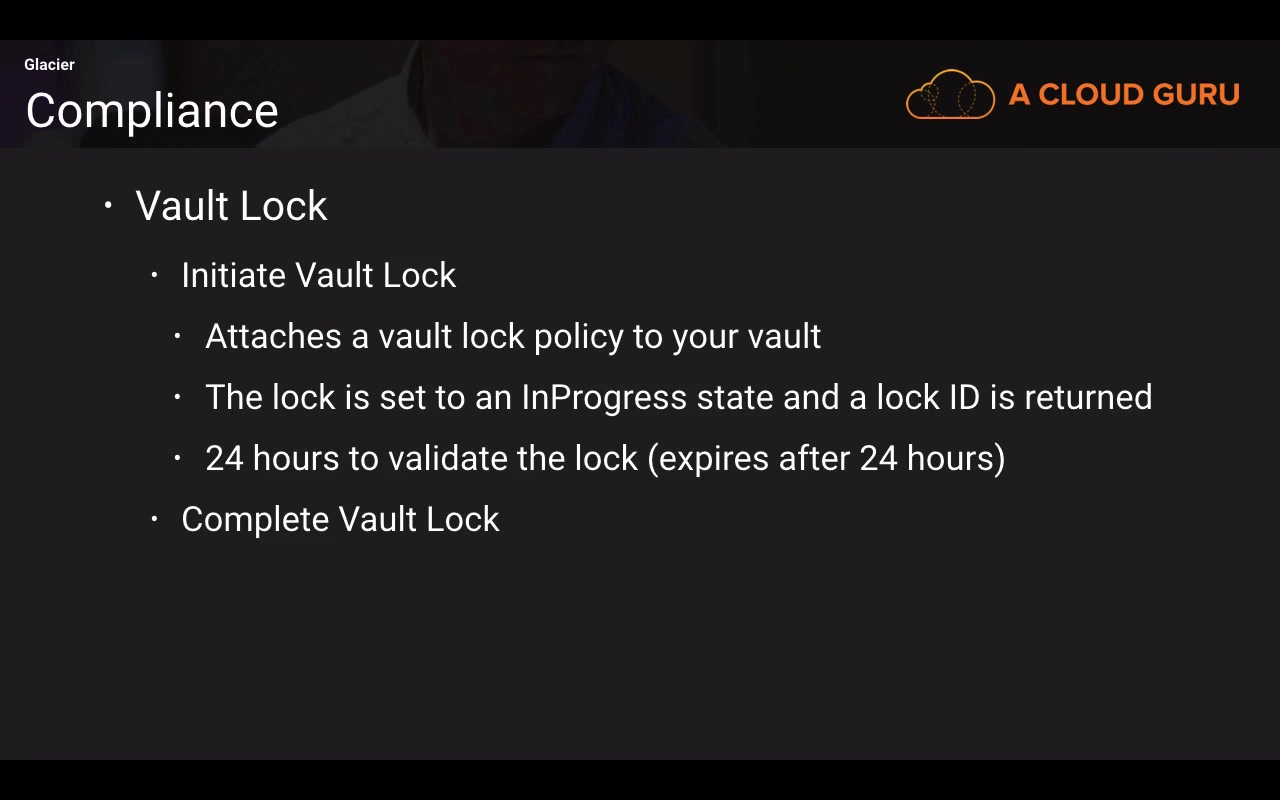 Glacier
Compliance
A CLOUD GURU
• Vault Lock
• Initiate Vault Lock
• Attaches a vault lock policy to your vault
• The lock is set to an InProgress state and a lock ID is returned
• 24 hours to validate the lock (expires after 24 hours)
• Complete Vault Lock